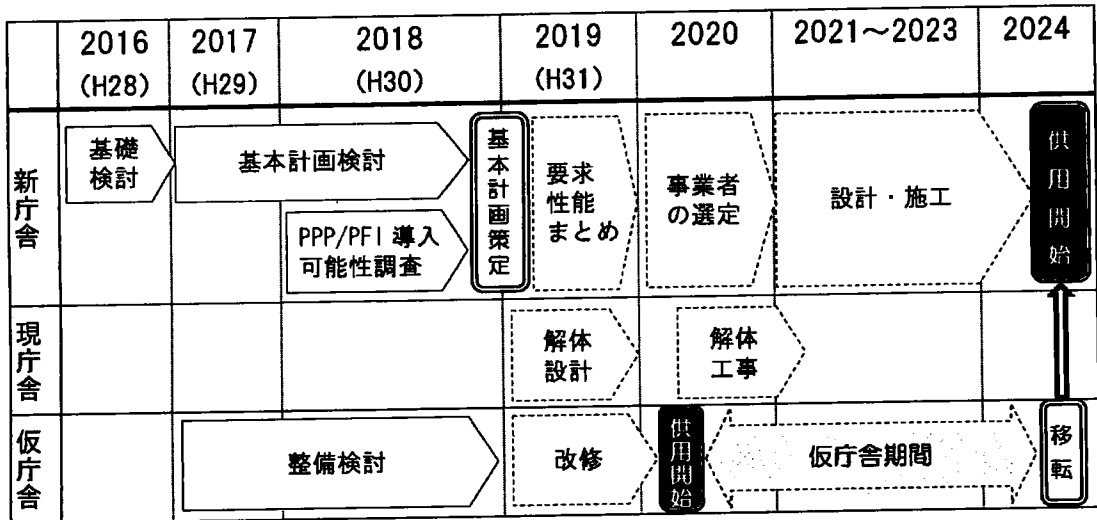 2016 2017 2018 2019 2020 2021～2023 2024
(H28) (H29) (H30) (H31)
新庁舎
基礎
検討
基本計画検討
PPP/PFI 導入
可能性調査
基本計画策定
要求
性能
まとめ
事業者
の選定
設計・施工
供用開始
現庁舎
解体
設計
解体
工事
仮庁舎
整備検討
改修
供用開始
仮庁舎期間
移転